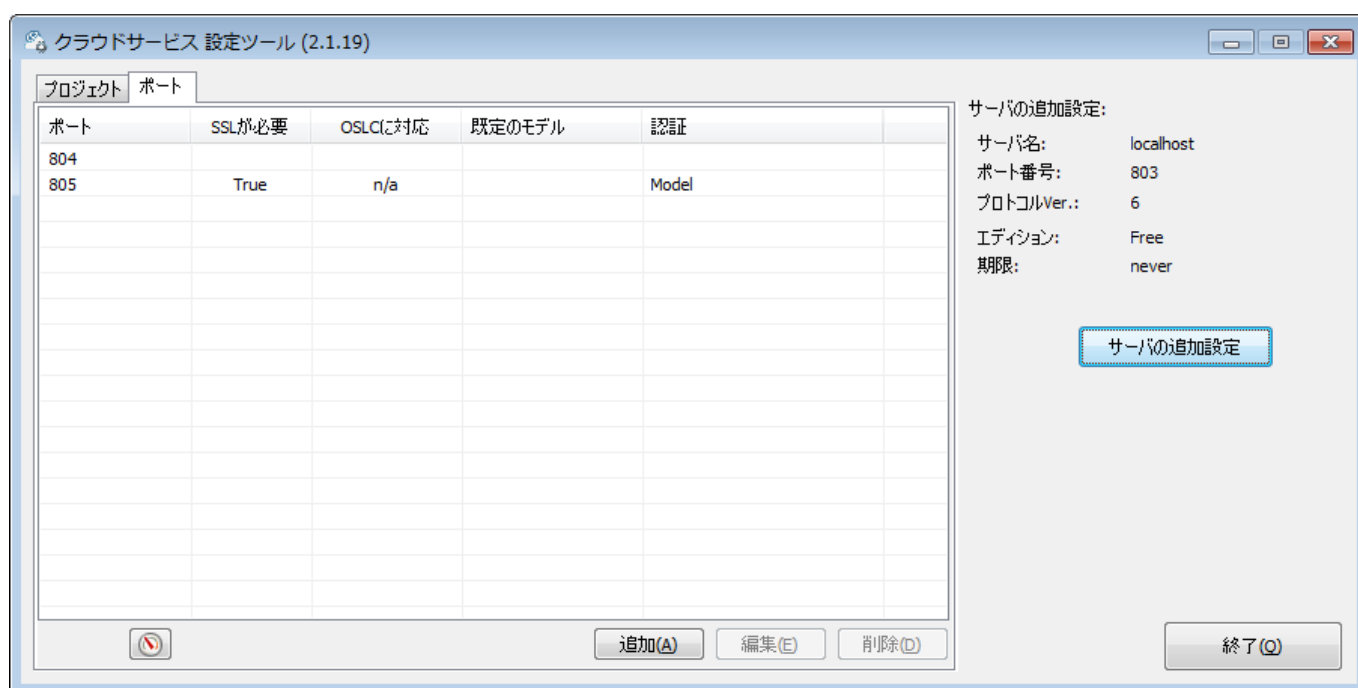 クラウドサービス 設定ツール (2.1.19)
プロジェクト ポート
ポート SSLが必要 OSLCに対応 既定のモデル 認証
804
805 True n/a Model
追加(A) 編集(E) 削除(D)
サーバの追加設定:
サーバ名: localhost
ポート番号: 803
プロトコルVer.: 6
エディション: Free
期限: never
サーバの追加設定
終了(O)